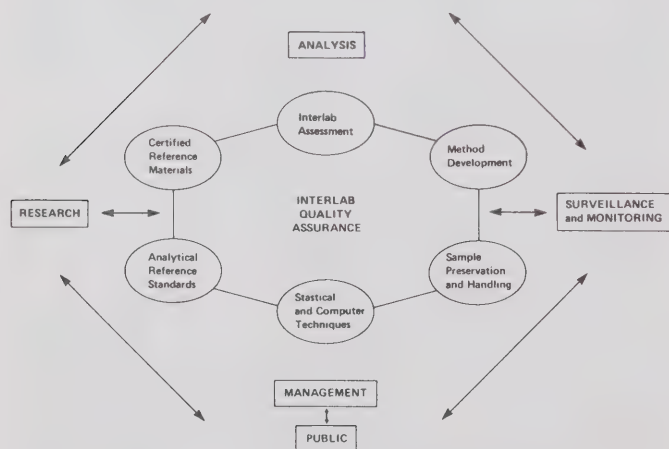 ANALYSIS
Interlab
Assessment
Certified
Reference
Materials
Method
Development
RESEARCH
INTERLAB
QUALITY
ASSURANCE
SURVEILLANCE
and MONITORING
Analytical
Reference
Standards
Stastical
and Computer
Techniques
Sample
Preservation
and Handling
MANAGEMENT
PUBLIC